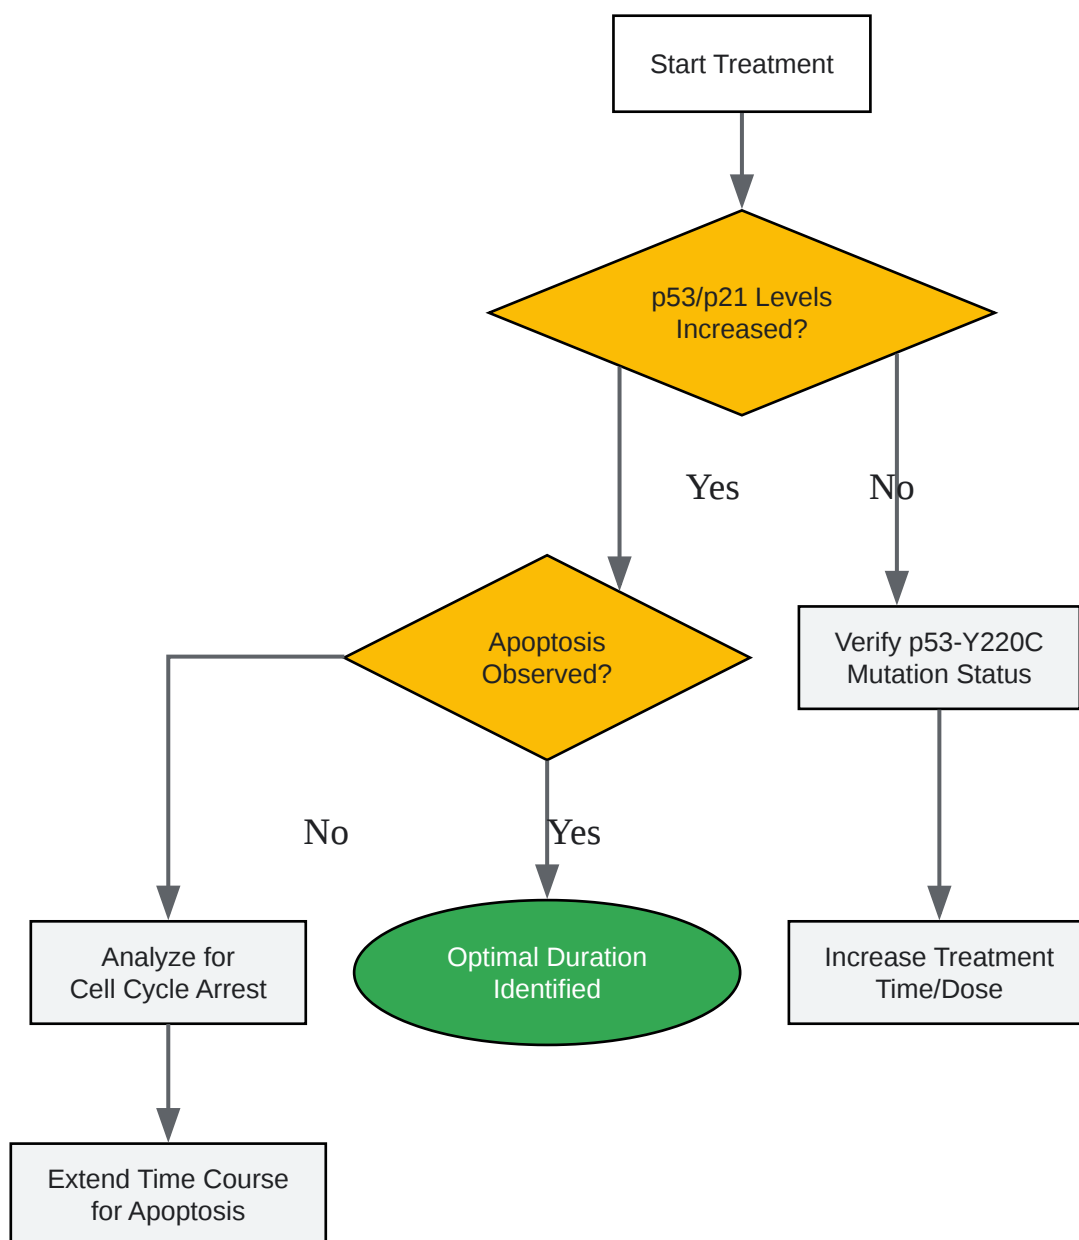 Start Treatment
p53/p21 Levels
Increased?
Yes
No
Apoptosis
Observed?
Verify p53-Y220C
Mutation Status
No
Yes
Analyze for
Cell Cycle Arrest
Optimal Duration
Identified
Increase Treatment
Time/Dose
Extend Time Course
for Apoptosis